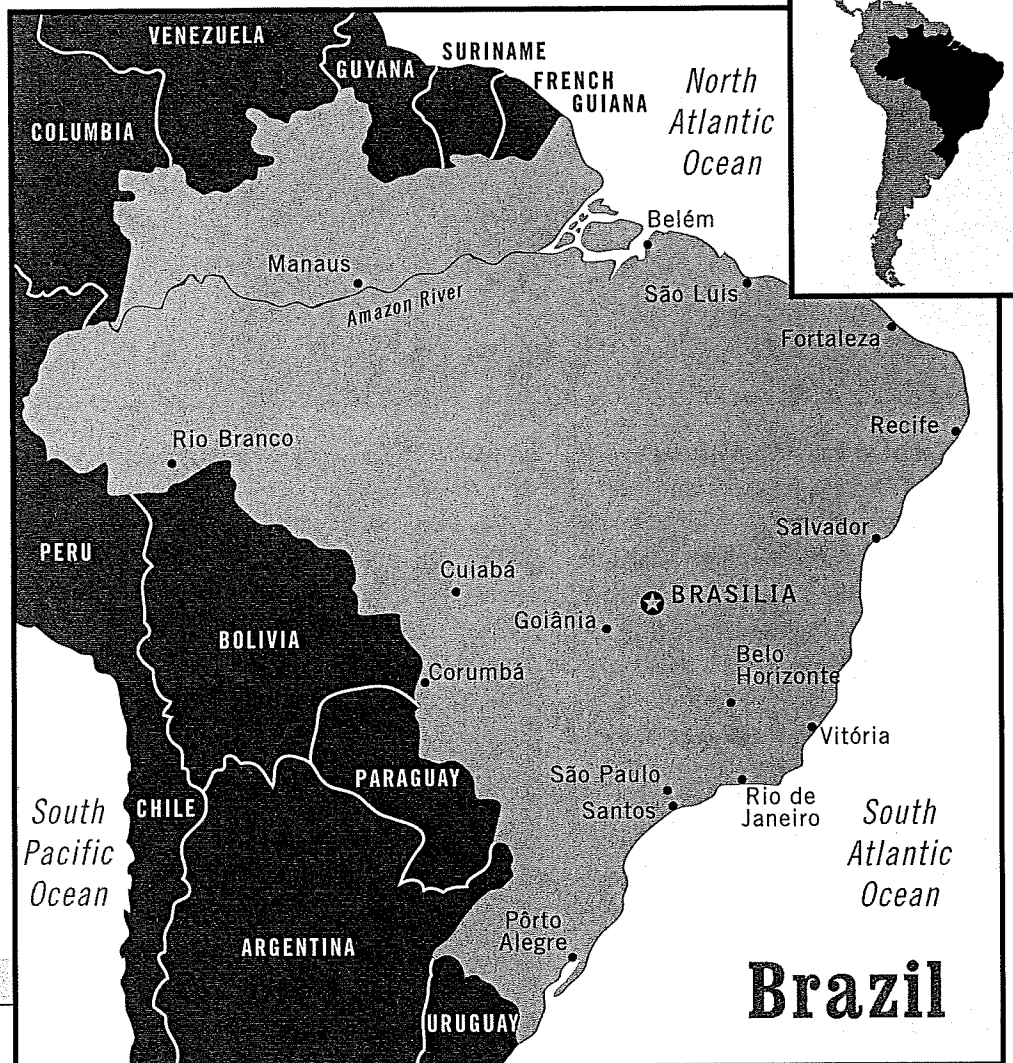 VENEZUELA
SURINAME
GUYANA
FRENCH
GUIANA
COLUMBIA
North
Atlantic
Ocean
Belém
Manaus
Amazon River
São Luis
Fortaleza
Recife
Rio Branco
Salvador
PERU
Cuiabá
BRASILIA
Goiânia
BOLIVIA
Belo
Horizonte
Corumbá
Vitória
PARAGUAY
São Paulo
Santos
Rio de
Janeiro
CHILE
South
Pacific
Ocean
South
Atlantic
Ocean
Pôrto
Alegre
ARGENTINA
Brazil
URUGUAY